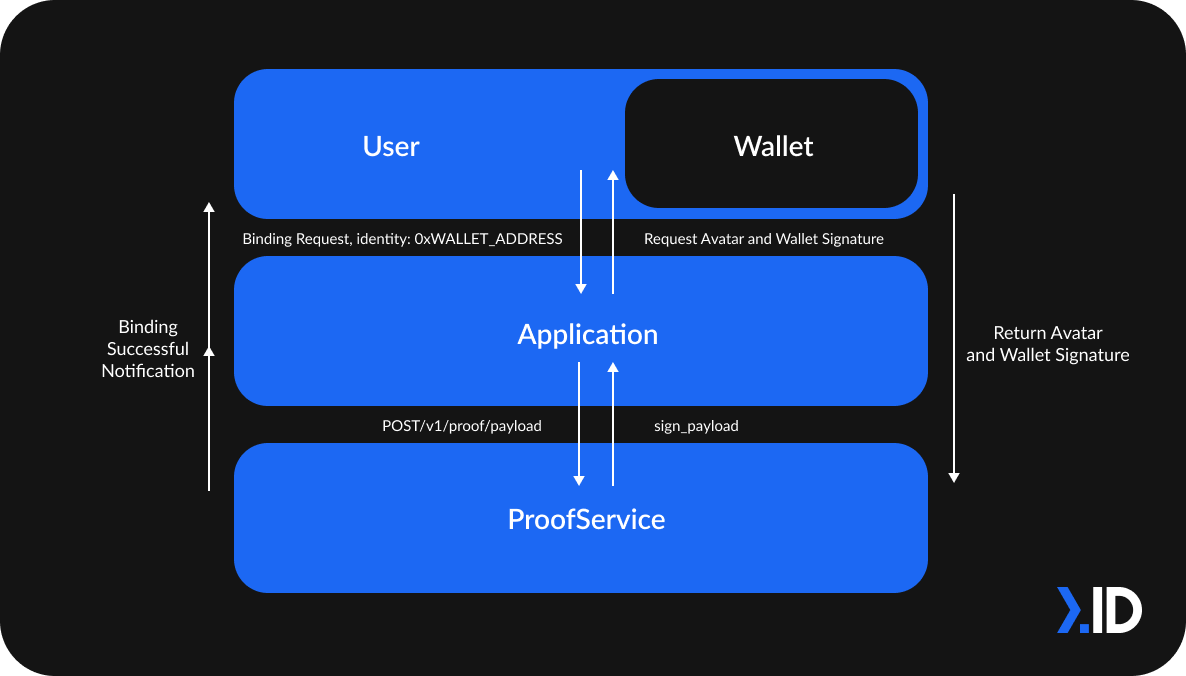 User
Wallet
Binding Request, identity: 0xWALLET_ADDRESS
Request Avatar and Wallet Signature
Application
Binding
Successful
Notification
Return Avatar
and Wallet Signature
POST/v1/proof/payload
sign_payload
ProofService
.ID